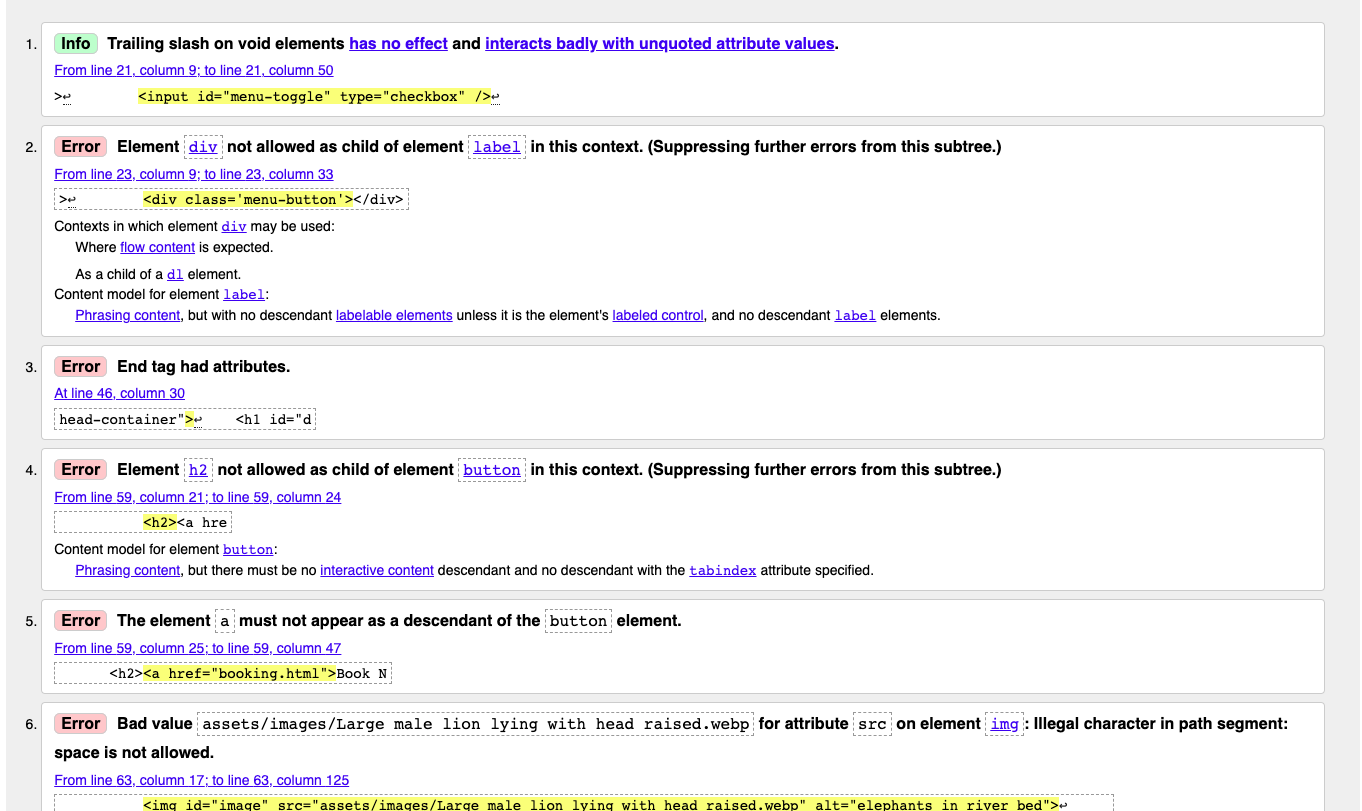 1. Info Trailing slash on void elements has no effect and interacts badly with unquoted attribute values.
From line 21, column 9; to line 21, column 50
>↩        <input id="menu-toggle" type="checkbox" />↩
2. Error Element div not allowed as child of element label in this context. (Suppressing further errors from this subtree.)
From line 23, column 9; to line 23, column 33
>↩        <div class='menu-button'></div>
Contexts in which element div may be used:
Where flow content is expected.
As a child of a dl element.
Content model for element label:
Phrasing content, but with no descendant labelable elements unless it is the element's labeled control, and no descendant label elements.
3. Error End tag had attributes.
At line 46, column 30
head-container">↩    <h1 id="d
4. Error Element h2 not allowed as child of element button in this context. (Suppressing further errors from this subtree.)
From line 59, column 21; to line 59, column 24
<h2><a hre
Content model for element button:
Phrasing content, but there must be no interactive content descendant and no descendant with the tabindex attribute specified.
5. Error The element a must not appear as a descendant of the button element.
From line 59, column 25; to line 59, column 47
<h2><a href="booking.html">Book N
6. Error Bad value assets/images/Large male lion lying with head raised.webp for attribute src on element img: Illegal character in path segment:
space is not allowed.
From line 63, column 17; to line 63, column 125
<img id="image" src="assets/images/Large male lion lying with head raised.webp" alt="elephants in river bed">↩